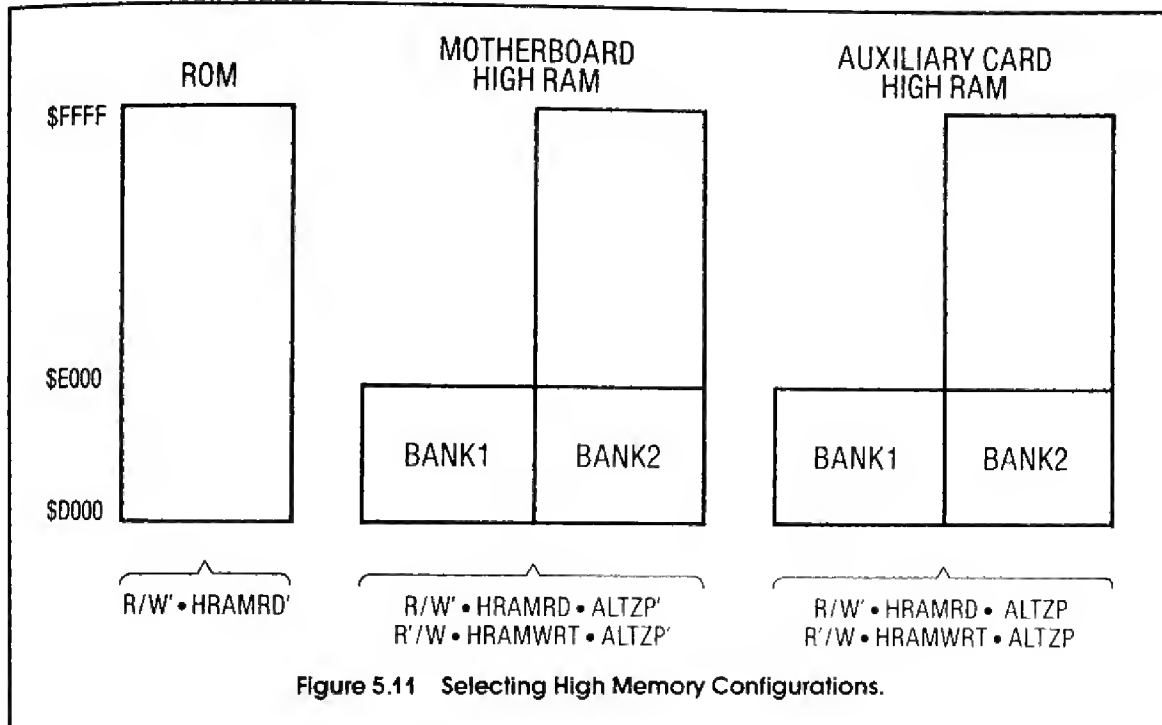 ROM
MOTHERBOARD
HIGH RAM
AUXILIARY CARD
HIGH RAM
$FFFF
$E000
$D000
BANK1
BANK2
BANK1
BANK2
R/W'•HRAMRD'
R/W'•HRAMRD•ALTZP'
R'/W•HRAMWRT•ALTZP'
R/W'•HRAMRD•ALTZP
R'/W•HRAMWRT•ALTZP
Figure 5.11 Selecting High Memory Configurations.